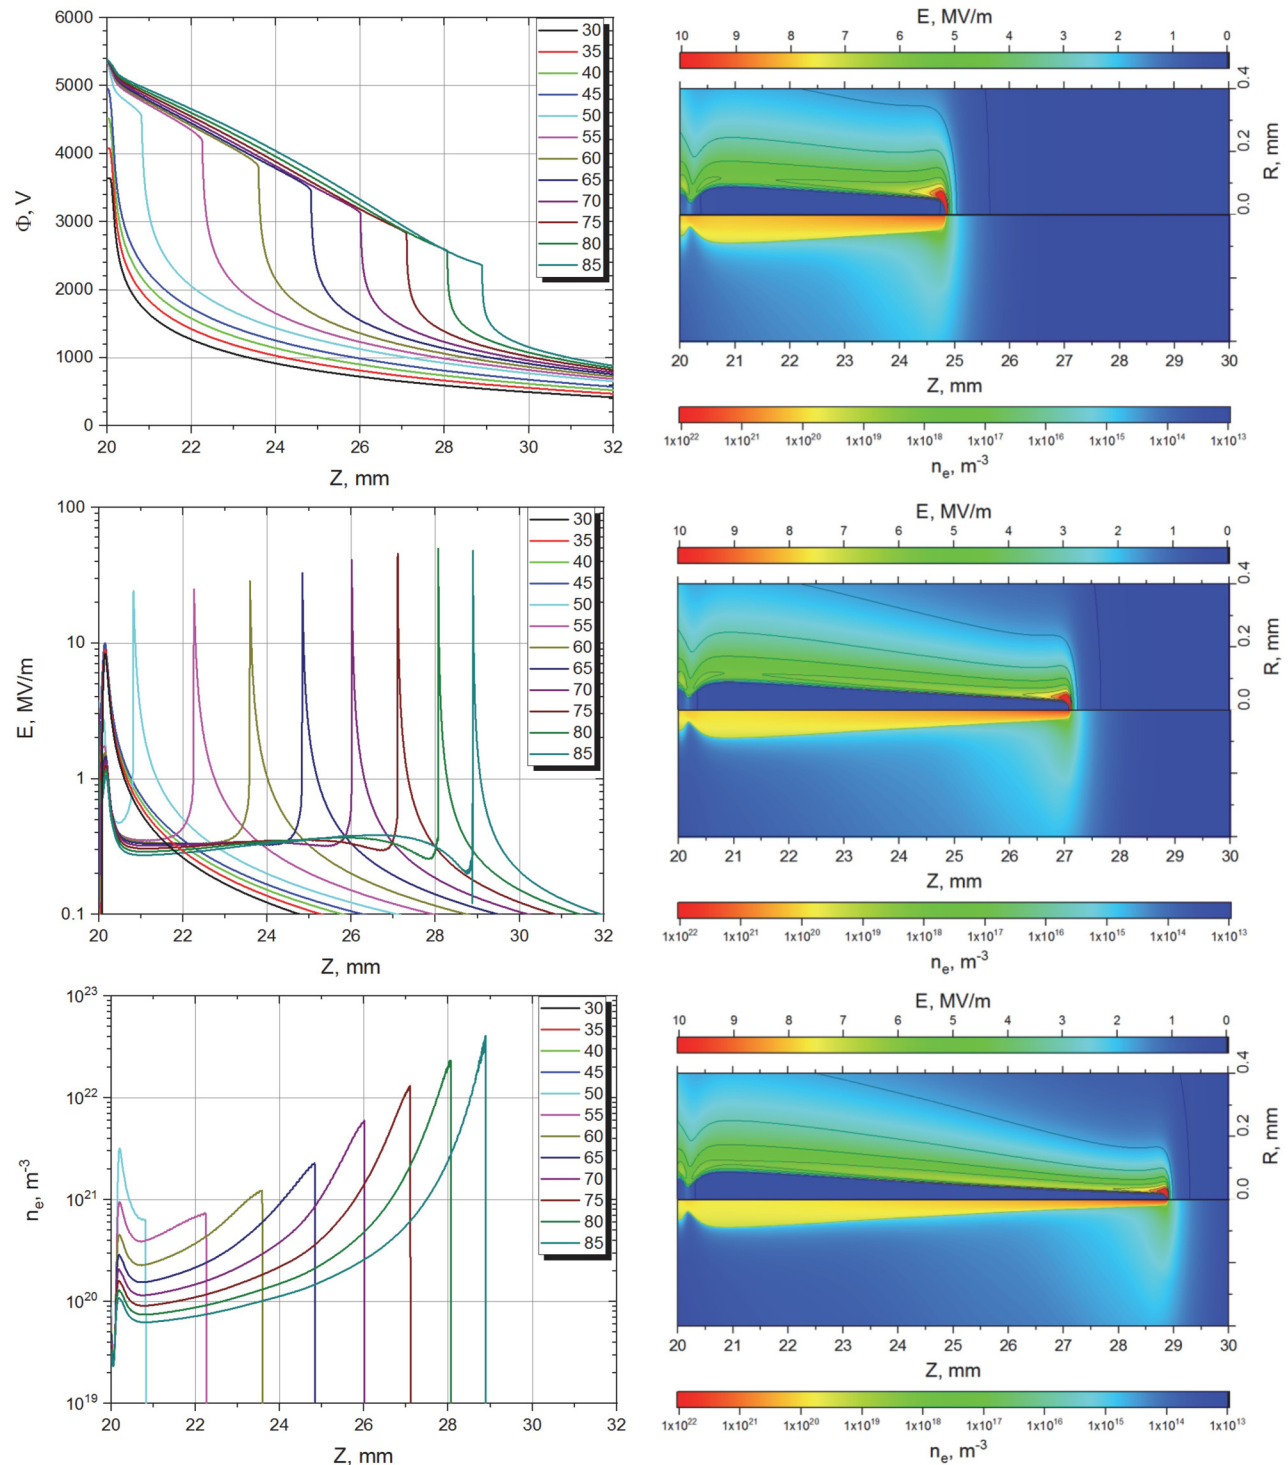 6000
5000
4000
3000
2000
1000
0
Φ, V
20 22 24 26 28 30 32
Z, mm
30
35
40
45
50
55
60
65
70
75
80
85
E, MV/m
10 9 8 7 6 5 4 3 2 1 0
0.4
0.2
0.0
R, mm
20 21 22 23 24 25 26 27 28 29 30
Z, mm
1x10²² 1x10²¹ 1x10²⁰ 1x10¹⁹ 1x10¹⁸ 1x10¹⁷ 1x10¹⁶ 1x10¹⁵ 1x10¹⁴ 1x10¹³
nₑ, m⁻³
100
10
1
0.1
E, MV/m
20 22 24 26 28 30 32
Z, mm
30
35
40
45
50
55
60
65
70
75
80
85
E, MV/m
10 9 8 7 6 5 4 3 2 1 0
0.4
0.2
0.0
R, mm
20 21 22 23 24 25 26 27 28 29 30
Z, mm
1x10²² 1x10²¹ 1x10²⁰ 1x10¹⁹ 1x10¹⁸ 1x10¹⁷ 1x10¹⁶ 1x10¹⁵ 1x10¹⁴ 1x10¹³
nₑ, m⁻³
10²³
10²²
10²¹
10²⁰
10¹⁹
nₑ, m⁻³
20 22 24 26 28 30 32
Z, mm
30
35
40
45
50
55
60
65
70
75
80
85
E, MV/m
10 9 8 7 6 5 4 3 2 1 0
0.4
0.2
0.0
R, mm
20 21 22 23 24 25 26 27 28 29 30
Z, mm
1x10²² 1x10²¹ 1x10²⁰ 1x10¹⁹ 1x10¹⁸ 1x10¹⁷ 1x10¹⁶ 1x10¹⁵ 1x10¹⁴ 1x10¹³
nₑ, m⁻³